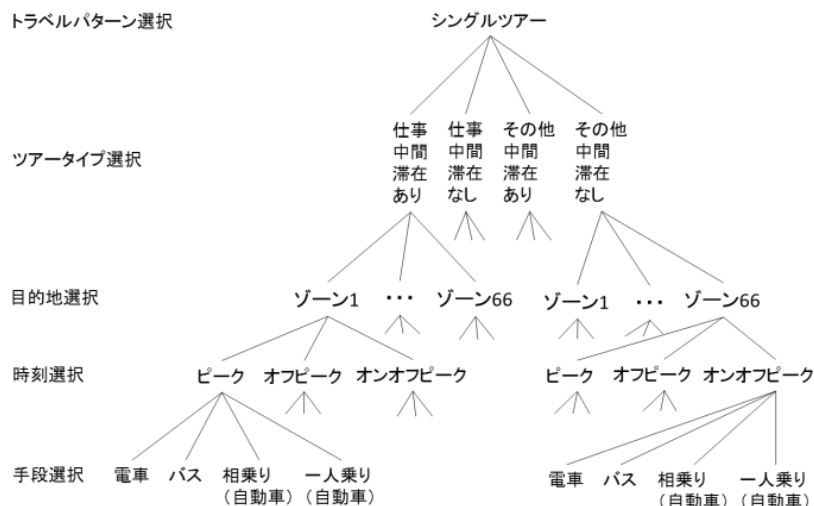 トラベルパターン選択
シングルツアー
ツアータイプ選択
仕事 仕事 その他 その他
中間 中間 中間 中間
滞在 滞在 滞在 滞在
あり なし あり なし
目的地選択
ゾーン1 ・・・ ゾーン66 ゾーン1 ・・・ ゾーン66
時刻選択
ピーク オフピーク オンオフピーク ピーク オフピーク オンオフピーク
手段選択
電車 バス 相乗り 一人乗り 電車 バス 相乗り 一人乗り
（自動車） （自動車） （自動車） （自動車）